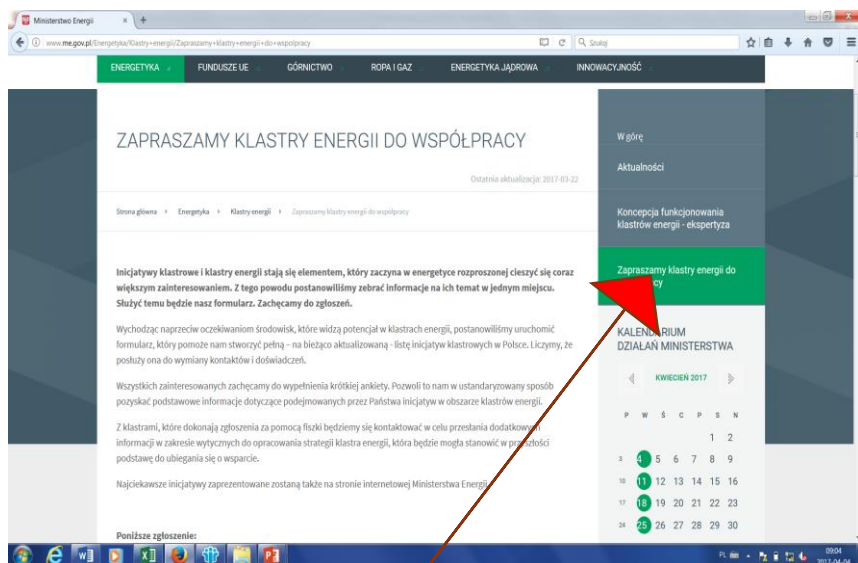 Ministerstwo Energii
www.me.gov.pl/Energetyka/Klastry+energii/Zapraszamy+klastry+energii+do+wspolpracy
Szukaj
ENERGETYKA FUNDUSZE UE GÓRNICTWO ROPA I GAZ ENERGETYKA JĄDROWA INNOWACYJNOŚĆ
ZAPRASZAMY KLASTRY ENERGII DO WSPÓŁPRACY
Ostatnia aktualizacja: 2017-03-22
Strona główna Energetyka Klastry energii Zapraszamy klastry energii do współpracy
Inicjatywy klastrowe i klastry energii stają się elementem, który zaczyna w energetyce rozproszonej cieszyć się coraz
większym zainteresowaniem. Z tego powodu postanowiliśmy zebrać informacje na ich temat w jednym miejscu.
Służyć temu będzie nasz formularz. Zachęcamy do zgłoszeń.
Wychodząc naprzeciw oczekiwaniom środowisk, które widzą potencjał w klastrach energii, postanowiliśmy uruchomić
formularz, który pomoże nam stworzyć pełną – na bieżąco aktualizowaną - listę inicjatyw klastrowych w Polsce. Liczymy, że
posłuży ona do wymiany kontaktów i doświadczeń.
Wszystkich zainteresowanych zachęcamy do wypełnienia krótkiej ankiety. Pozwoli to nam w ustandaryzowany sposób
pozyskać podstawowe informacje dotyczące podejmowanych przez Państwa inicjatyw w obszarze klastrów energii.
Z klastrami, które dokonają zgłoszenia za pomocą fiszki będziemy się kontaktować w celu przesłania dodatkowych
informacji w zakresie wytycznych do opracowania strategii klastra energii, która będzie mogła stanowić w przyszłości
podstawę do ubiegania się o wsparcie.
Najciekawsze inicjatywy zaprezentowane zostaną także na stronie internetowej Ministerstwa Energii.
Poniższe zgłoszenie:
W górę
Aktualności
Koncepcja funkcjonowania
klastrów energii - ekspertyza
Zapraszamy klastry energii do
KALENDARIUM
DZIAŁAŃ MINISTERSTWA
KWIECIEŃ 2017
P W Ś C P S N
1 2
3 4 5 6 7 8 9
10 11 12 13 14 15 16
17 18 19 20 21 22 23
24 25 26 27 28 29 30
PL
09:04
2017-04-04